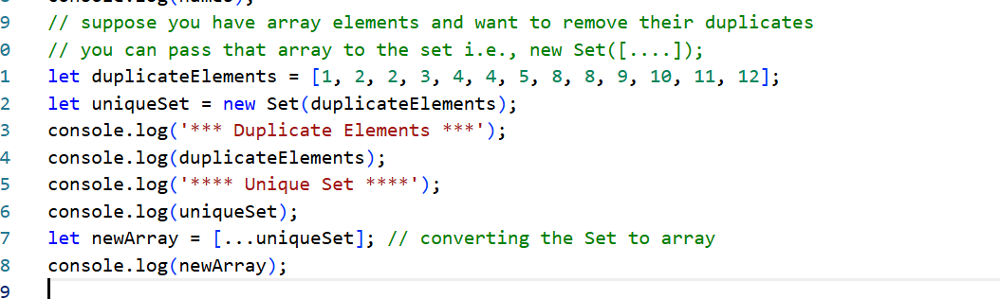 console.log(names);
9 // suppose you have array elements and want to remove their duplicates
0 // you can pass that array to the set i.e., new Set([....]);
1 let duplicateElements = [1, 2, 2, 3, 4, 4, 5, 8, 8, 9, 10, 11, 12];
2 let uniqueSet = new Set(duplicateElements);
3 console.log('*** Duplicate Elements ***');
4 console.log(duplicateElements);
5 console.log('**** Unique Set ****');
6 console.log(uniqueSet);
7 let newArray = [...uniqueSet]; // converting the Set to array
8 console.log(newArray);
9